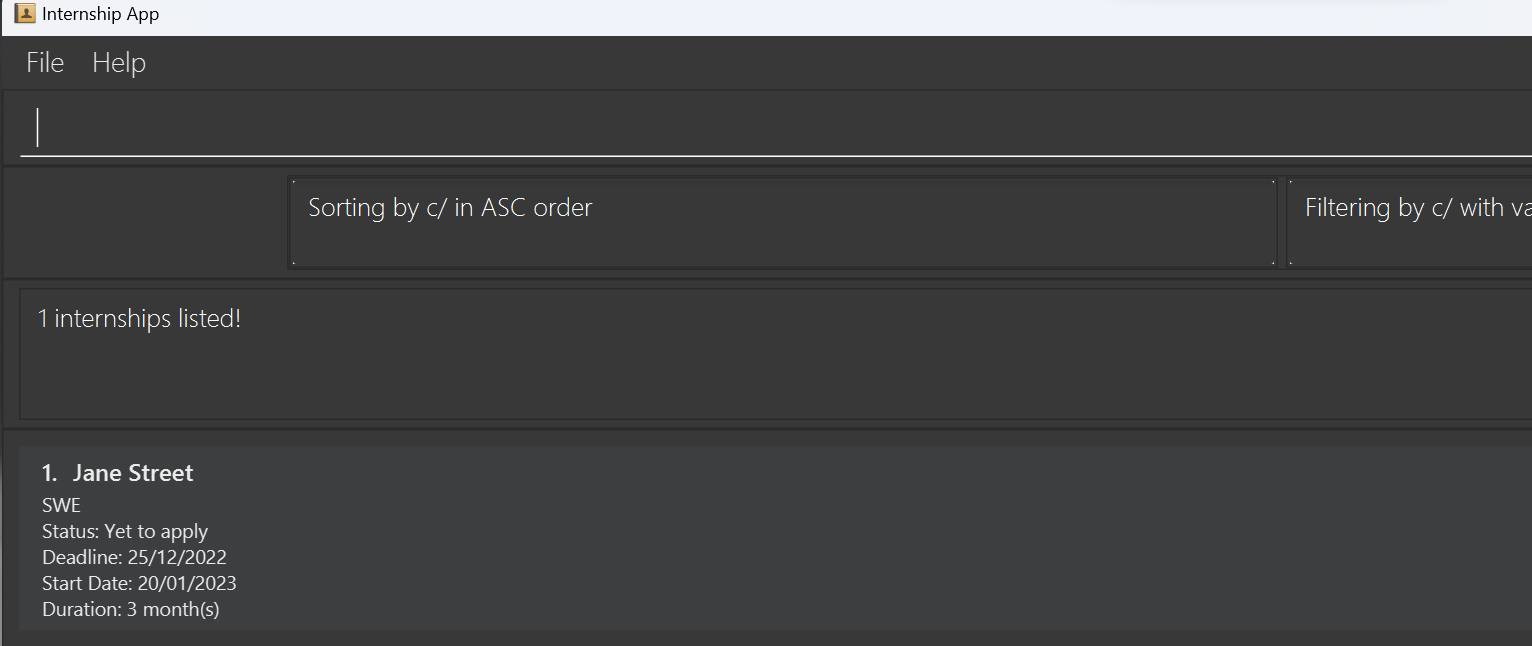 Internship App
File Help
Sorting by c/ in ASC order
Filtering by c/ with
1 internships listed!
1. Jane Street
SWE
Status: Yet to apply
Deadline: 25/12/2022
Start Date: 20/01/2023
Duration: 3 month(s)